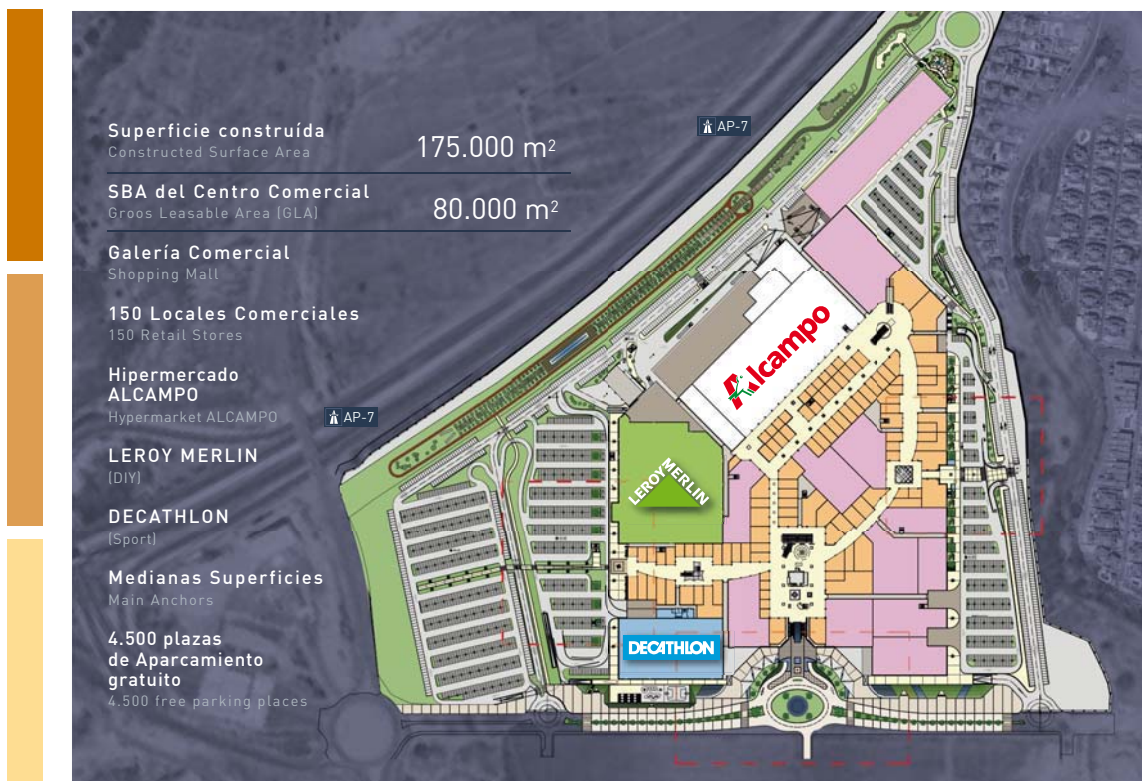 Superficie construída
Constructed Surface Area
175.000 m²
SBA del Centro Comercial
Groos Leasable Area (GLA)
80.000 m²
Galería Comercial
Shopping Mall
150 Locales Comerciales
150 Retail Stores
Hipermercado
ALCAMPO
Hypermarket ALCAMPO
LEROY MERLIN
(DIY)
DECATHLON
(Sport)
Medianas Superficies
Main Anchors
4.500 plazas
de Aparcamiento
gratuito
4.500 free parking places
AP-7
AP-7
Alcampo
LEROY MERLIN
DECATHLON